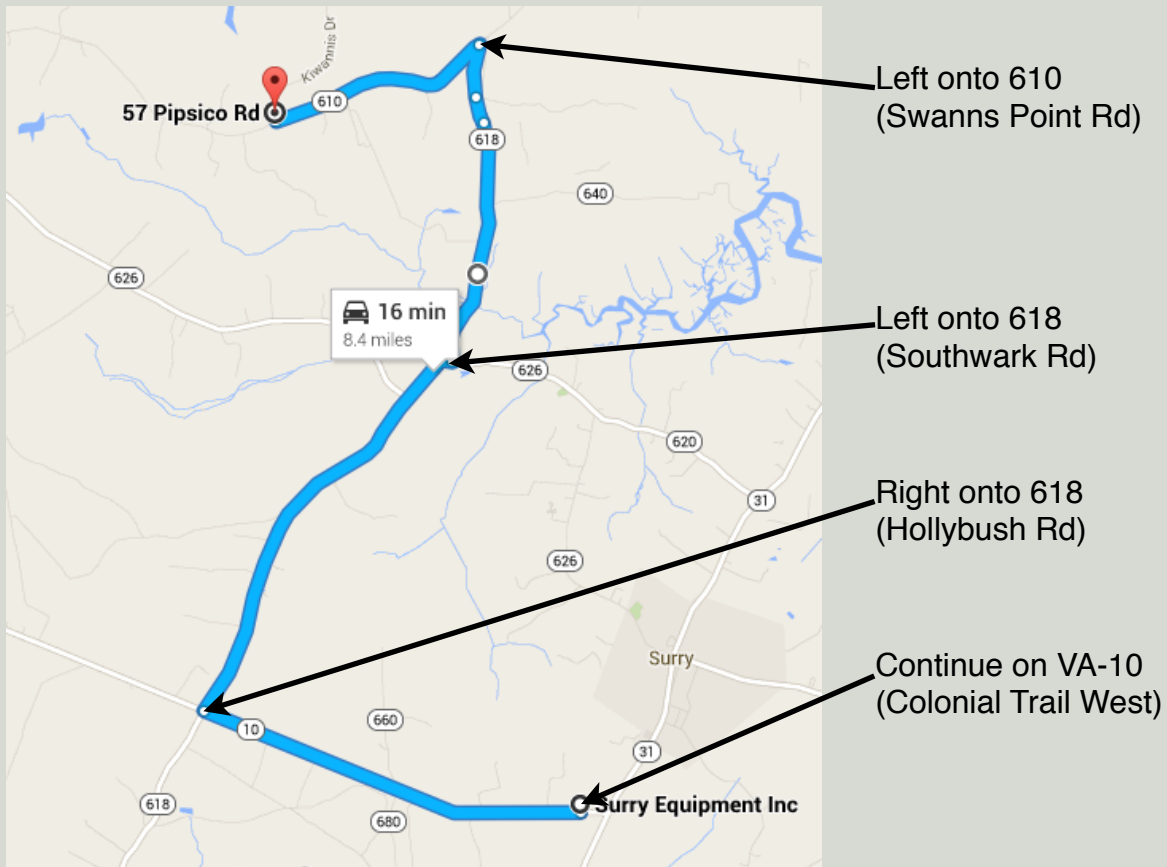 Kiwannis Dr
57 Pipsico Rd
610
618
640
626
16 min
8.4 miles
626
620
31
626
Surry
660
10
31
618
680
Surry Equipment Inc
Left onto 610
(Swanns Point Rd)
Left onto 618
(Southwark Rd)
Right onto 618
(Hollybush Rd)
Continue on VA-10
(Colonial Trail West)